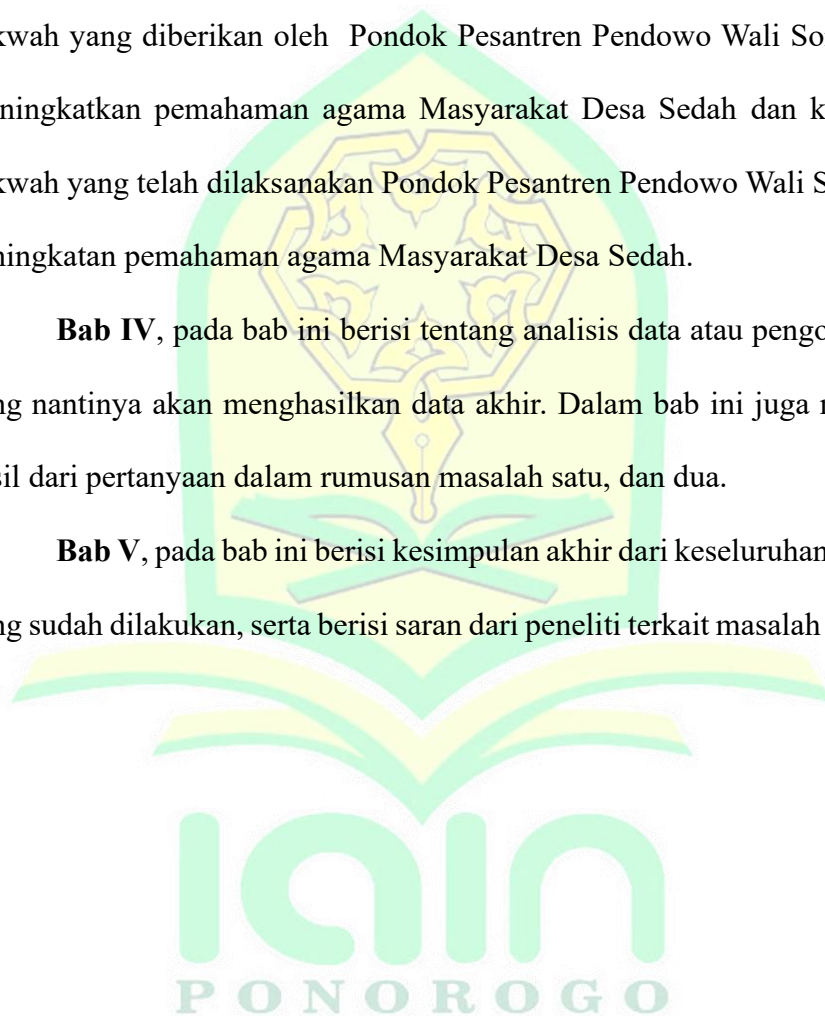 kwah yang diberikan oleh Pondok Pesantren Pendowo Wali So
ningkatkan pemahaman agama Masyarakat Desa Sedah dan k
kwah yang telah dilaksanakan Pondok Pesantren Pendowo Wali S
ningkatan pemahaman agama Masyarakat Desa Sedah.
Bab IV, pada bab ini berisi tentang analisis data atau pengo
ng nantinya akan menghasilkan data akhir. Dalam bab ini juga
sil dari pertanyaan dalam rumusan masalah satu, dan dua.
Bab V, pada bab ini berisi kesimpulan akhir dari keseluruhan
ng sudah dilakukan, serta berisi saran dari peneliti terkait masalah
iain
PONOROGO